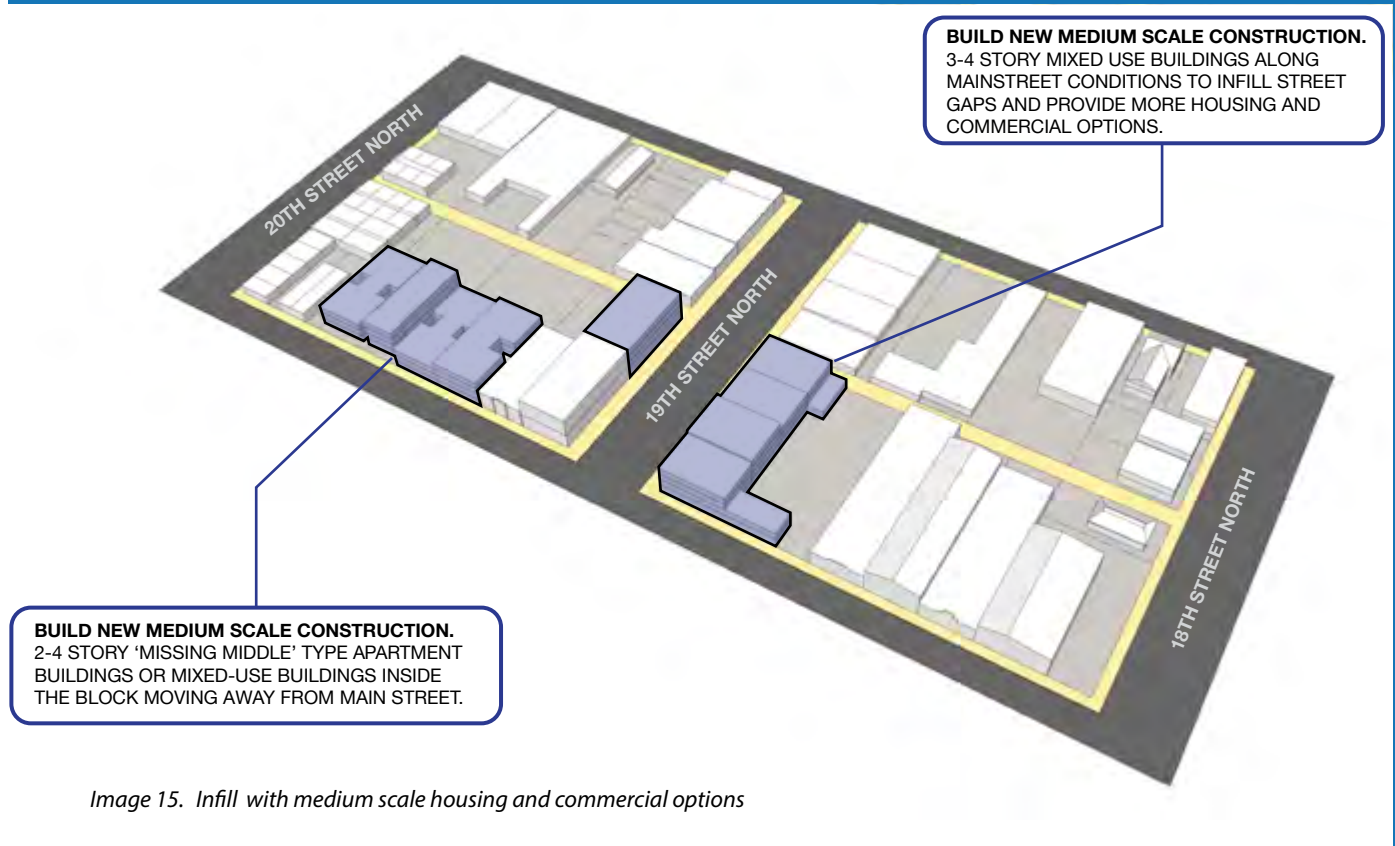 BUILD NEW MEDIUM SCALE CONSTRUCTION.
3-4 STORY MIXED USE BUILDINGS ALONG
MAINSTREET CONDITIONS TO INFILL STREET
GAPS AND PROVIDE MORE HOUSING AND
COMMERCIAL OPTIONS.
20TH STREET NORTH
19TH STREET NORTH
18TH STREET NORTH
BUILD NEW MEDIUM SCALE CONSTRUCTION.
2-4 STORY ‘MISSING MIDDLE’ TYPE APARTMENT
BUILDINGS OR MIXED-USE BUILDINGS INSIDE
THE BLOCK MOVING AWAY FROM MAIN STREET.
Image 15. Infill with medium scale housing and commercial options